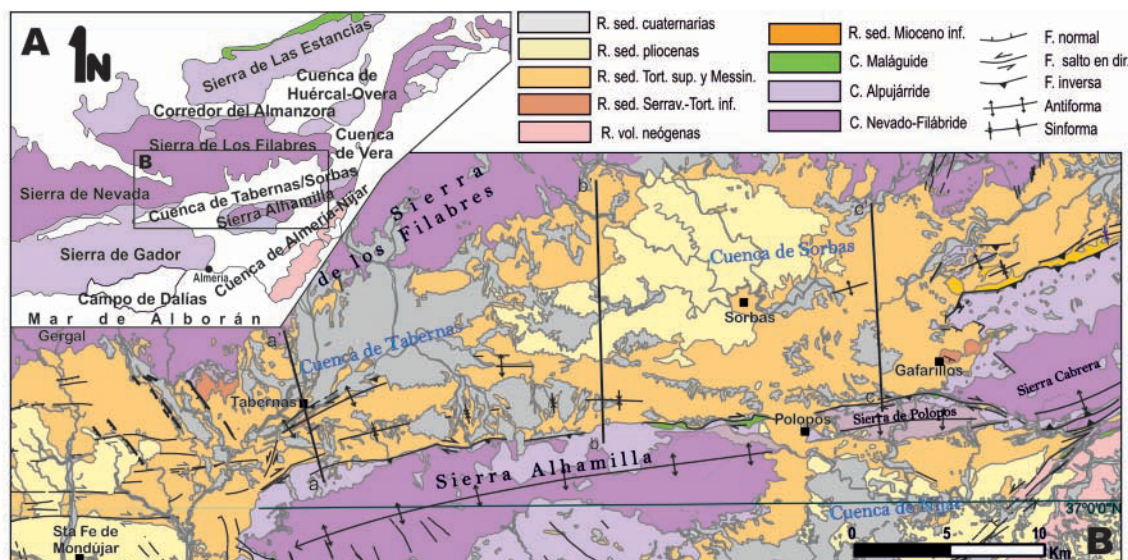 A
1N
Sierra de Las Estancias
Cuenca de
Huércal-Overa
Corredor del Almanzora
Sierra de Los Filabres
Cuenca
de Vera
B
Sierra de Nevada
Cuenca de Tabernas/Sorbas
Sierra Alhamilla
Cuenca de Almería-Níjar
Sierra de Gador
Almería
Campo de Dalías
Mar de Alborán
R. sed. cuaternarias
R. sed. pliocenas
R. sed. Tort. sup. y Messin.
R. sed. Serrav.-Tort. inf.
R. vol. neógenas
R. sed. Mioceno inf.
C. Maláguide
C. Alpujárride
C. Nevado-Filábride
F. normal
F. salto en dir.
F. inversa
Antiforma
Sinforma
Sierra
de los Filabres
b'
c'
Cuenca de Sorbas
Sorbas
Gergal
a'
Cuenca de Tabernas
Tabernas
Gafarillos
Sierra Cabrera
c
Polopos
Sierra de Polopos
b
a
Sierra Alhamilla
Cuenca de Níjar
37°0'0"N
Sta Fe de
Mondújar
0 5 10
Km
B